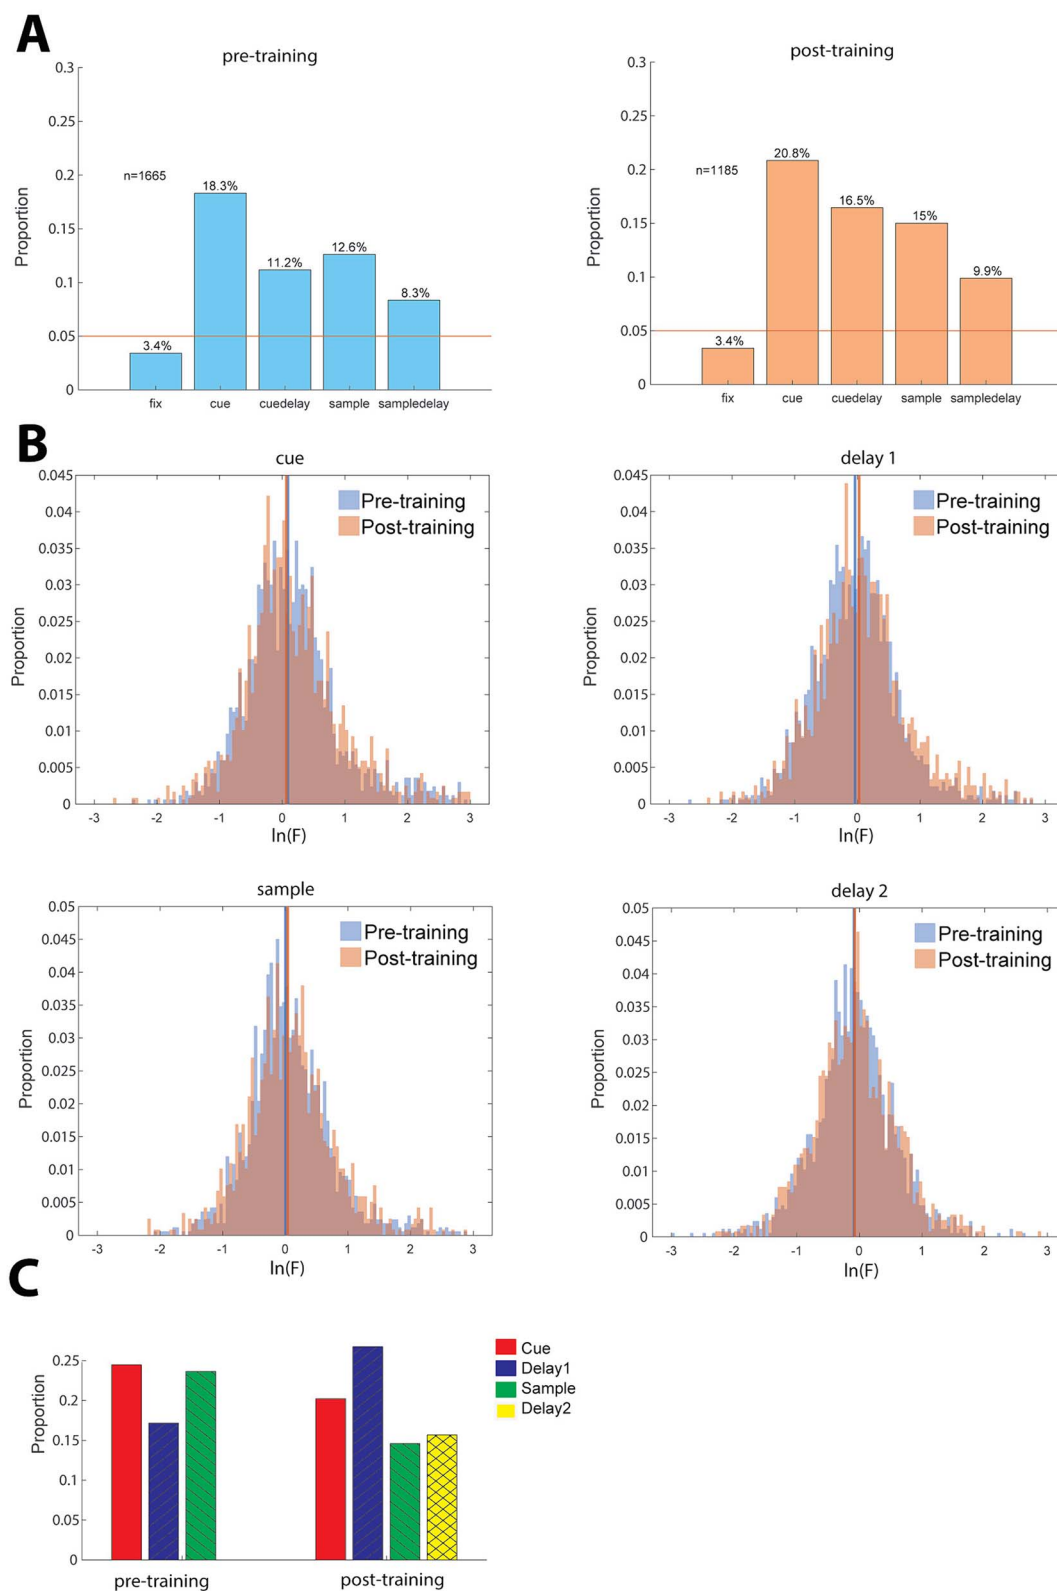 A
pre-training
0.3
0.25
0.2
0.15
0.1
0.05
0
Proportion
n=1665
3.4%
18.3%
11.2%
12.6%
8.3%
fix cue cuedelay sample sampledelay
post-training
0.3
0.25
0.2
0.15
0.1
0.05
0
Proportion
n=1185
3.4%
20.8%
16.5%
15%
9.9%
fix cue cuedelay sample sampledelay
B
cue
0.045
0.04
0.035
0.03
0.025
0.02
0.015
0.01
0.005
0
Proportion
Pre-training
Post-training
-3 -2 -1 0 1 2 3
ln(F)
delay 1
0.045
0.04
0.035
0.03
0.025
0.02
0.015
0.01
0.005
0
Proportion
Pre-training
Post-training
-3 -2 -1 0 1 2 3
ln(F)
sample
0.05
0.045
0.04
0.035
0.03
0.025
0.02
0.015
0.01
0.005
0
Proportion
Pre-training
Post-training
-3 -2 -1 0 1 2 3
ln(F)
delay 2
0.05
0.045
0.04
0.035
0.03
0.025
0.02
0.015
0.01
0.005
0
Proportion
Pre-training
Post-training
-3 -2 -1 0 1 2 3
ln(F)
C
0.25
0.2
0.15
0.1
0.05
0
Proportion
pre-training
post-training
Cue
Delay1
Sample
Delay2